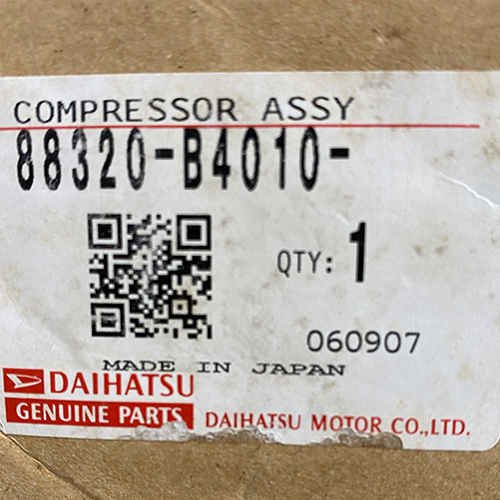 COMPRESSOR ASSY
88320-B4010-
QTY: 1
060907
MADE IN JAPAN
DAIHATSU
GENUINE PARTS
DAIHATSU MOTOR CO.,LTD.